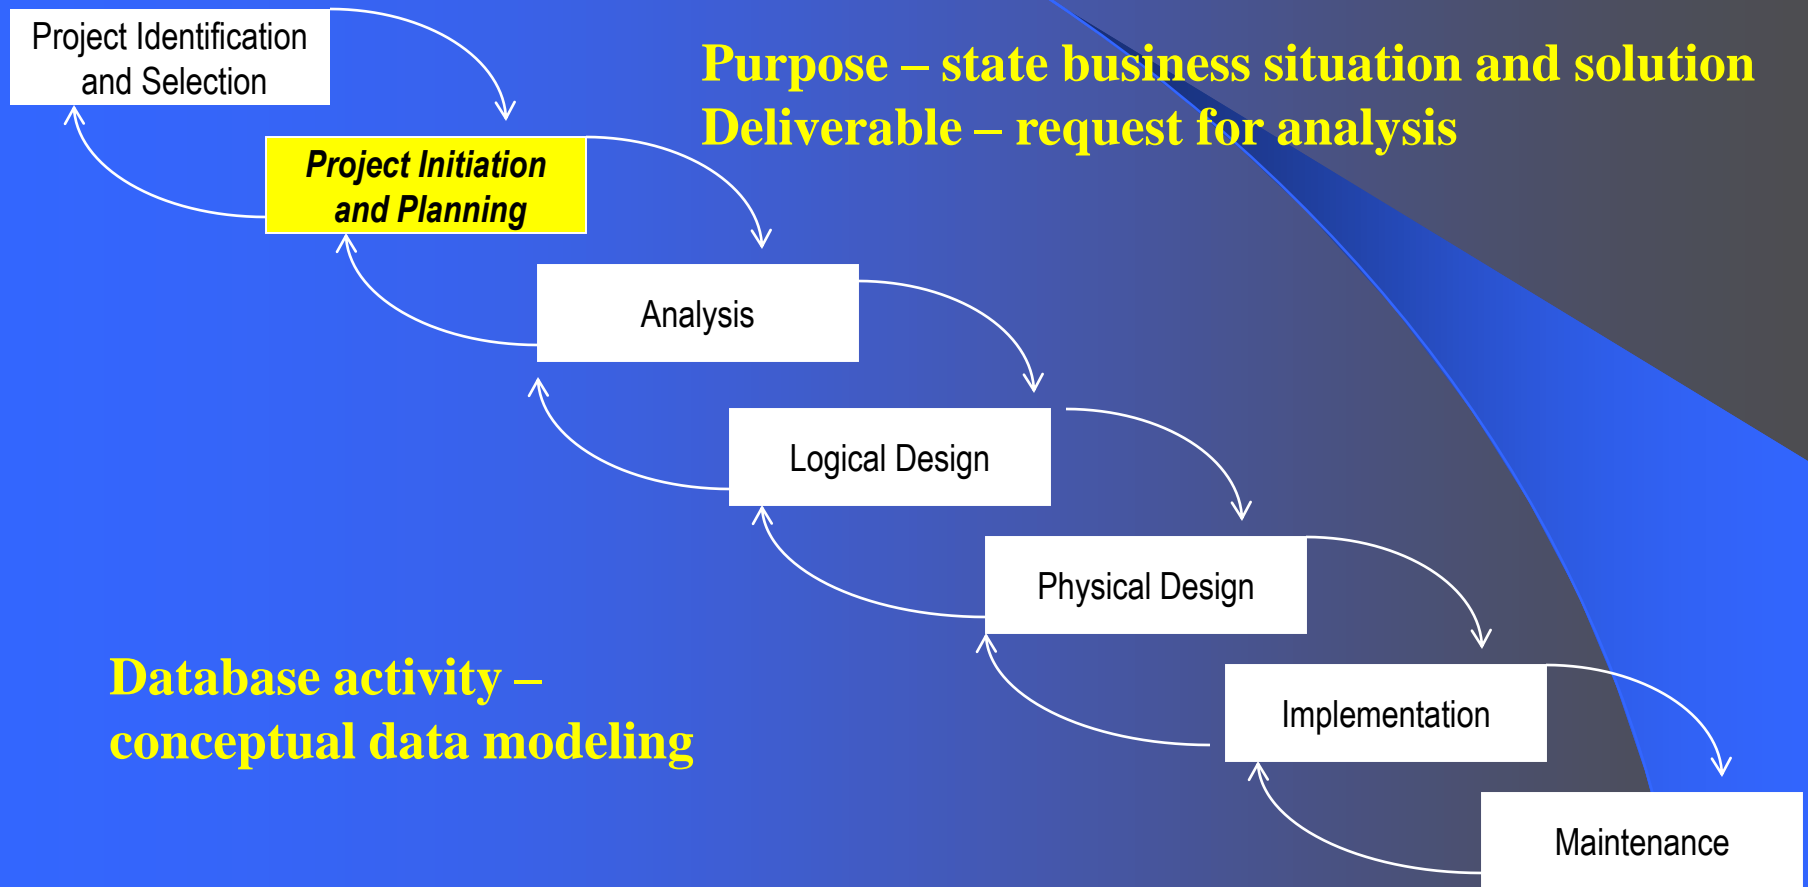 Project Identification
and Selection
Purpose – state business situation and solution
Deliverable – request for analysis
Project Initiation
and Planning
Analysis
Logical Design
Physical Design
Database activity –
conceptual data modeling
Implementation
Maintenance